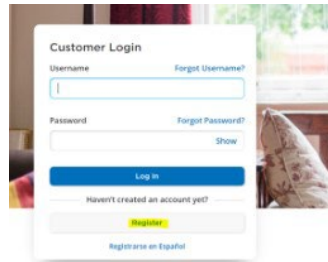 Customer Login
Username Forgot Username?
Password Forgot Password?
Show
Log In
Haven't created an account yet?
Register
Registrarse en Español